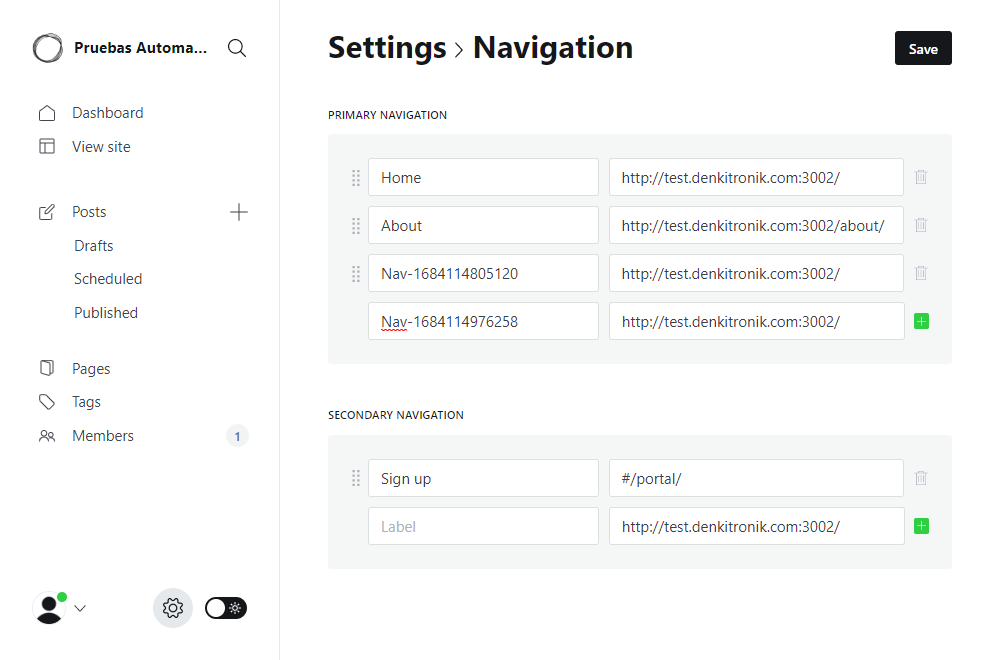 Pruebas Automa...
Settings > Navigation
Save
Dashboard
View site
Posts
Drafts
Scheduled
Published
Pages
Tags
Members 1
PRIMARY NAVIGATION
Home http://test.denkitronik.com:3002/
About http://test.denkitronik.com:3002/about/
Nav-1684114805120 http://test.denkitronik.com:3002/
Nav-1684114976258 http://test.denkitronik.com:3002/
SECONDARY NAVIGATION
Sign up #/portal/
Label http://test.denkitronik.com:3002/